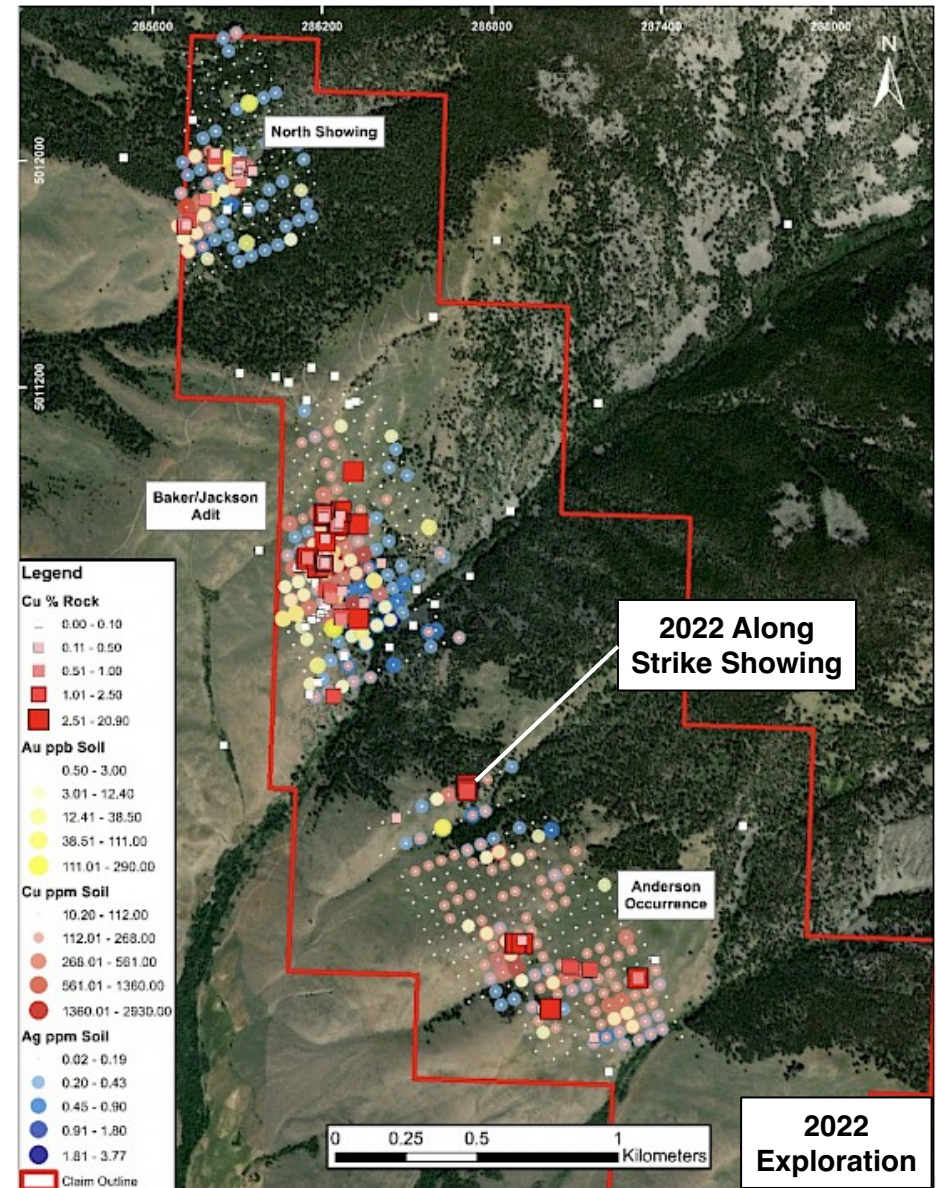 285600 286200 286800 287400 288000
N
5012000
North Showing
5011200
Baker/Jackson
Adit
2022 Along
Strike Showing
Anderson
Occurrence
Legend
Cu % Rock
0.00 - 0.10
0.11 - 0.50
0.51 - 1.00
1.01 - 2.50
2.51 - 20.90
Au ppb Soil
0.50 - 3.00
3.01 - 12.40
12.41 - 38.50
38.51 - 111.00
111.01 - 290.00
Cu ppm Soil
10.20 - 112.00
112.01 - 268.00
268.01 - 561.00
561.01 - 1360.00
1360.01 - 2930.00
Ag ppm Soil
0.02 - 0.19
0.20 - 0.43
0.45 - 0.90
0.91 - 1.80
1.81 - 3.77
Claim Outline
0 0.25 0.5 1
Kilometers
2022
Exploration